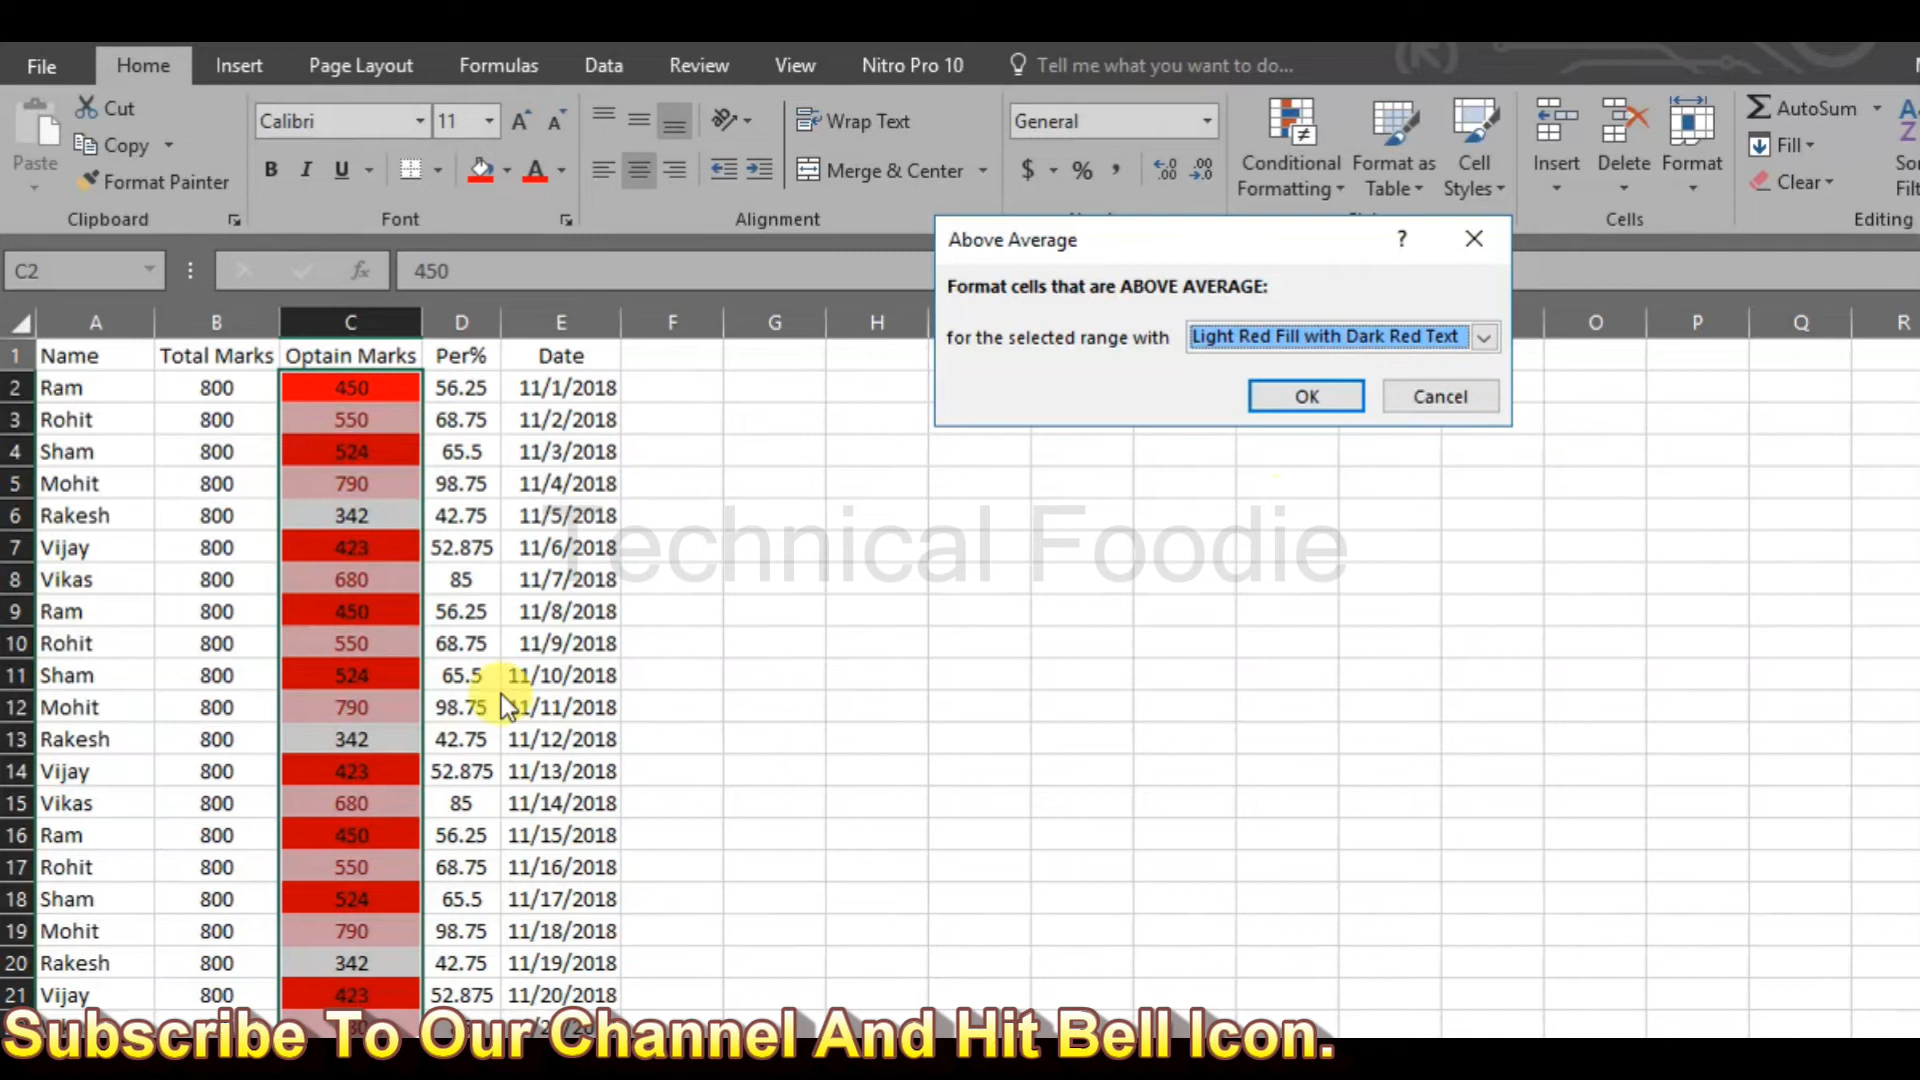 File Home Insert Page Layout Formulas Data Review View Nitro Pro 10 Tell me what you want to do...
Cut
Copy
Format Painter
Paste
Clipboard
Calibri 11
B I U
Font
Wrap Text
Merge & Center
Alignment
General
$ % ,
Conditional Formatting
Format as Table
Cell Styles
Insert
Delete
Format
Cells
AutoSum
Fill
Clear
Editing
C2 fx 450
Above Average ? 
Format cells that are ABOVE AVERAGE:
for the selected range with Light Red Fill with Dark Red Text
OK Cancel
A B C D E F G H O P Q R
1 Name Total Marks Optain Marks Per% Date
2 Ram 800 450 56.25 11/1/2018
3 Rohit 800 550 68.75 11/2/2018
4 Sham 800 524 65.5 11/3/2018
5 Mohit 800 790 98.75 11/4/2018
6 Rakesh 800 342 42.75 11/5/2018
7 Vijay 800 423 52.875 11/6/2018
8 Vikas 800 680 85 11/7/2018
9 Ram 800 450 56.25 11/8/2018
10 Rohit 800 550 68.75 11/9/2018
11 Sham 800 524 65.5 11/10/2018
12 Mohit 800 790 98.75 11/11/2018
13 Rakesh 800 342 42.75 11/12/2018
14 Vijay 800 423 52.875 11/13/2018
15 Vikas 800 680 85 11/14/2018
16 Ram 800 450 56.25 11/15/2018
17 Rohit 800 550 68.75 11/16/2018
18 Sham 800 524 65.5 11/17/2018
19 Mohit 800 790 98.75 11/18/2018
20 Rakesh 800 342 42.75 11/19/2018
21 Vijay 800 423 52.875 11/20/2018
Technical Foodie
Subscribe To Our Channel And Hit Bell Icon.